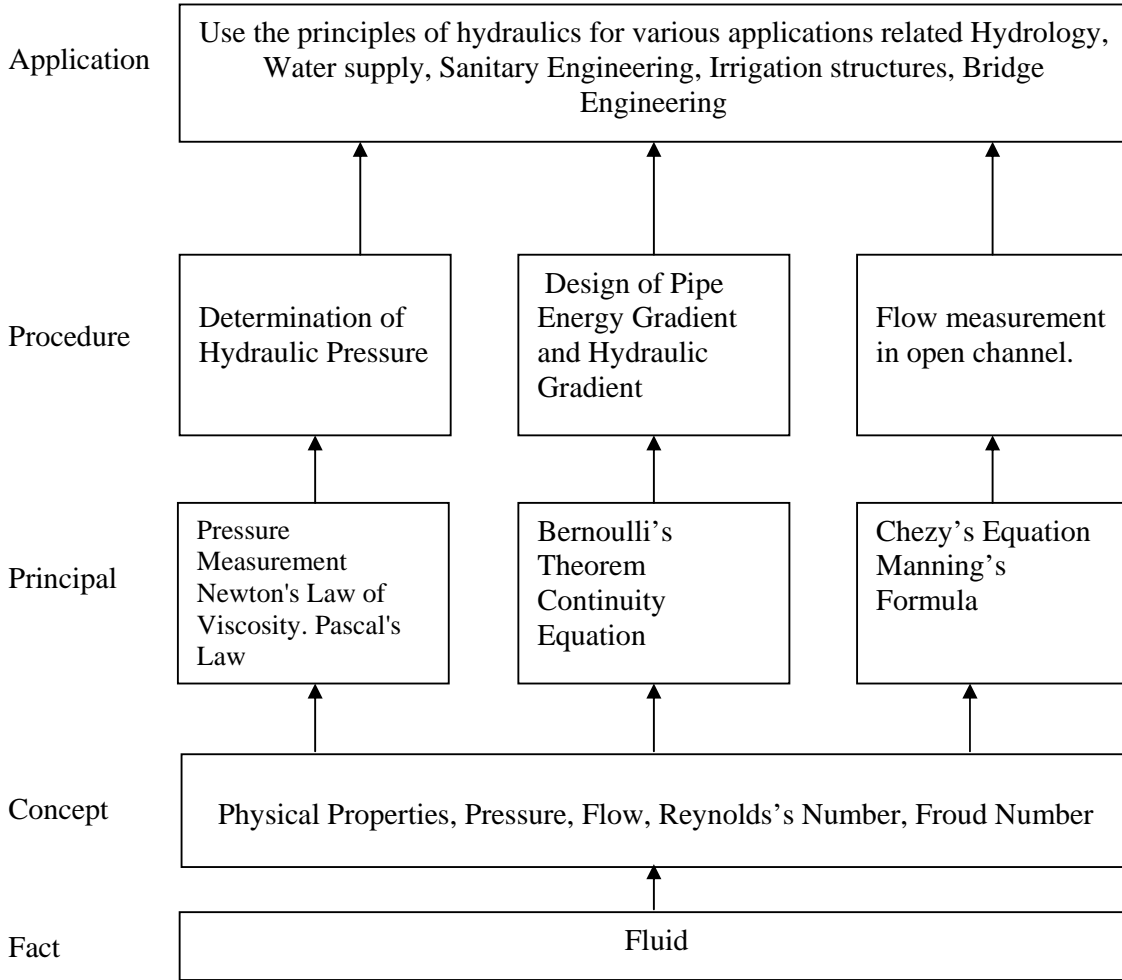 Application
Use the principles of hydraulics for various applications related Hydrology,
Water supply, Sanitary Engineering, Irrigation structures, Bridge
Engineering
Procedure
Determination of
Hydraulic Pressure
Design of Pipe
Energy Gradient
and Hydraulic
Gradient
Flow measurement
in open channel.
Principal
Pressure
Measurement
Newton's Law of
Viscosity. Pascal's
Law
Bernoulli’s
Theorem
Continuity
Equation
Chezy’s Equation
Manning’s
Formula
Concept
Physical Properties, Pressure, Flow, Reynolds’s Number, Froud Number
Fact
Fluid